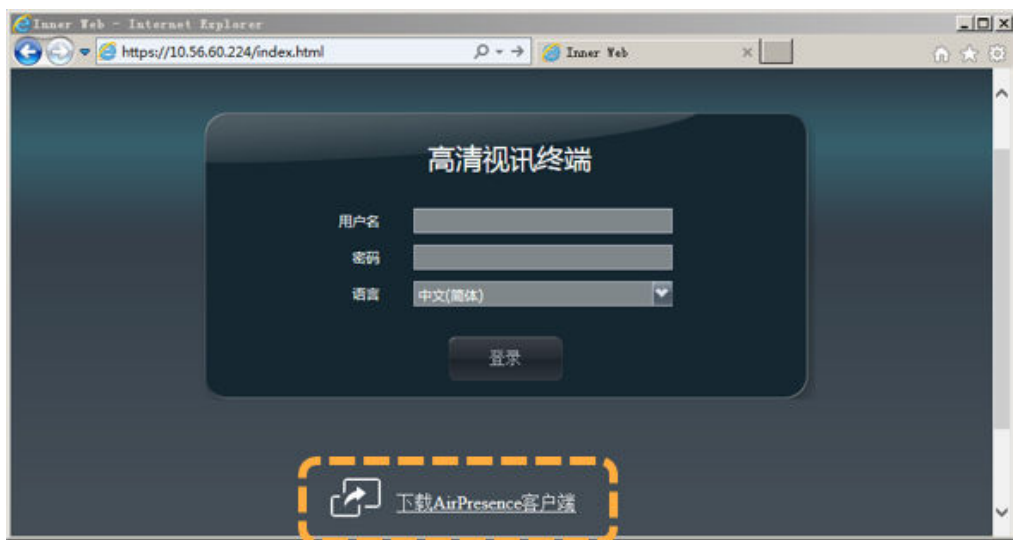 Inner Web - Internet Explorer
https://10.56.60.224/index.html
Inner Web
高清视讯终端
用户名
密码
语言
中文(简体)
登录
下载AirPresence客户端